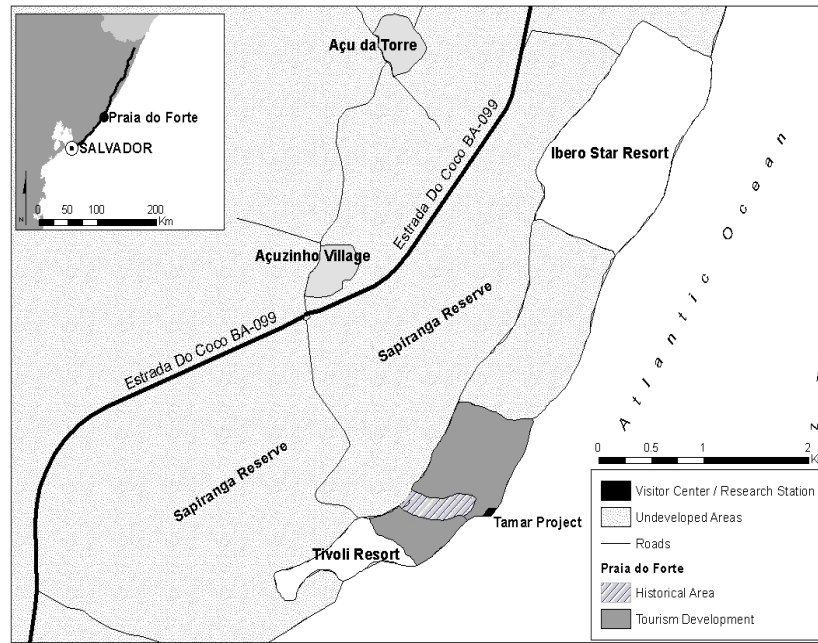 Praia do Forte
SALVADOR
N
0 50 100 200
Km
Açu da Torre
Estrada Do Coco BA-099
Ibero Star Resort
Açuzinho Village
Atlantic Ocean
Sapiranga Reserve
Estrada Do Coco BA-099
Sapiranga Reserve
0 0.5 1 2
Tamar Project
Tivoli Resort
Visitor Center / Research Station
Undeveloped Areas
Roads
Praia do Forte
Historical Area
Tourism Development